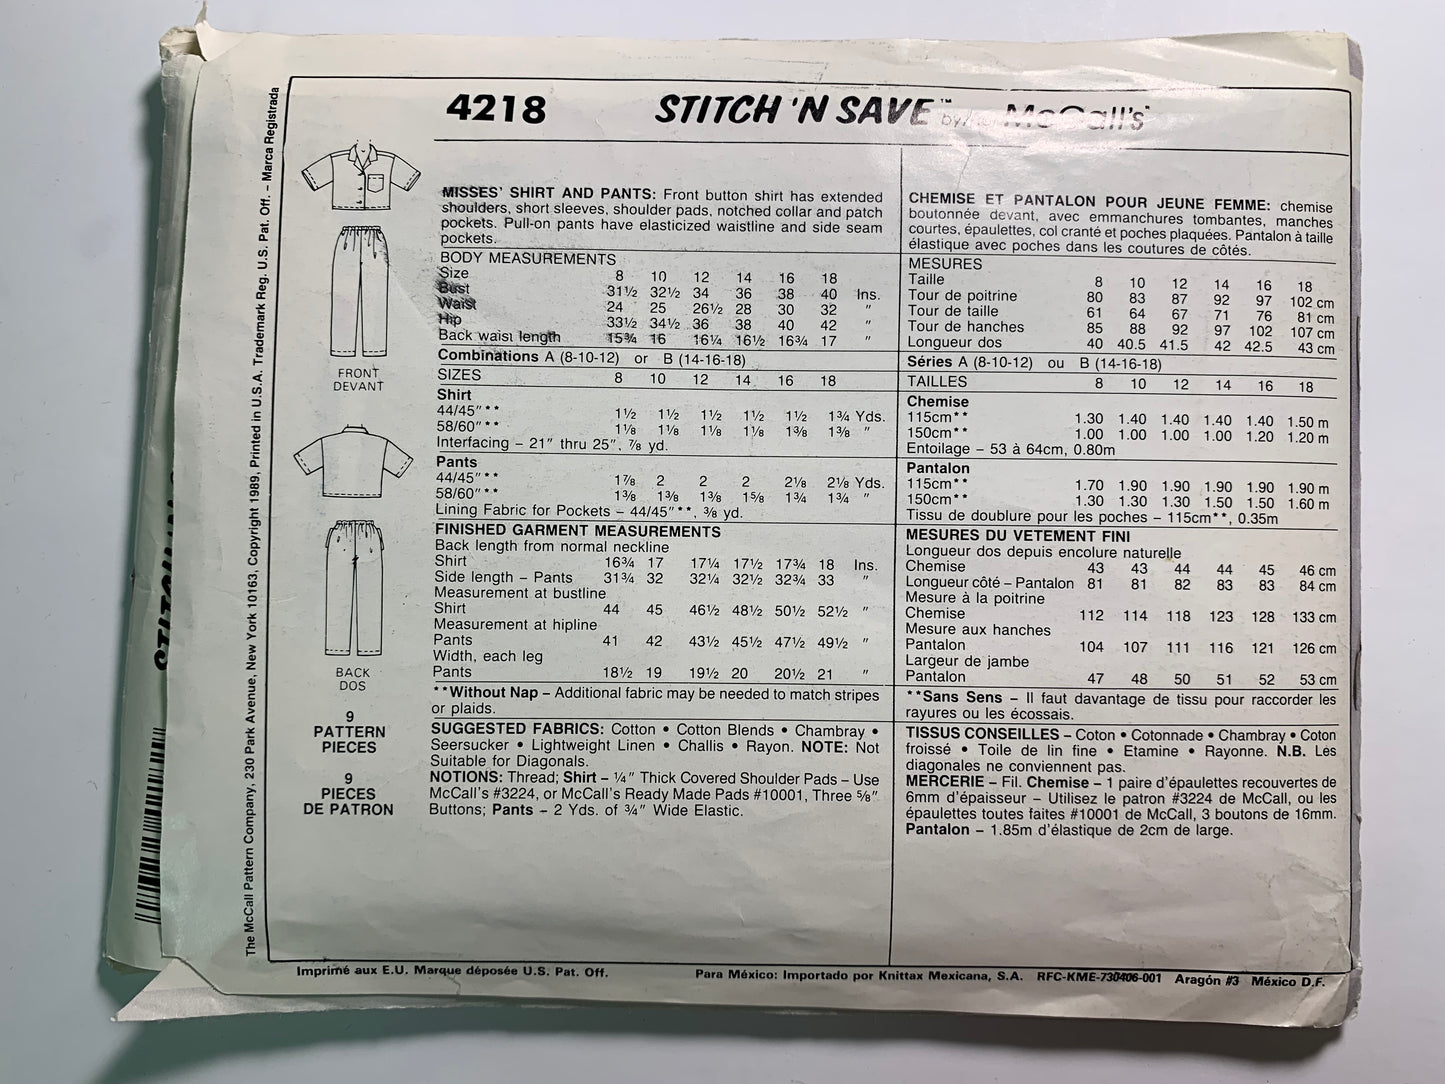 4218 STITCH 'N SAVE™ by McCall's
MISSES' SHIRT AND PANTS: Front button shirt has extended
shoulders, short sleeves, shoulder pads, notched collar and patch
pockets. Pull-on pants have elasticized waistline and side seam
pockets.
BODY MEASUREMENTS
Size 8 10 12 14 16 18
Bust 31½ 32½ 34 36 38 40 Ins.
Waist 24 25 26½ 28 30 32 "
Hip 33½ 34½ 36 38 40 42 "
Back waist length 15¾ 16 16¼ 16½ 16¾ 17 "
Combinations A (8-10-12) or B (14-16-18)
SIZES 8 10 12 14 16 18
Shirt
44/45"** 1½ 1½ 1½ 1½ 1½ 1¾ Yds.
58/60"** 1⅛ 1⅛ 1⅛ 1⅛ 1⅜ 1⅜ "
Interfacing – 21" thru 25", ⅞ yd.
Pants
44/45"** 1⅞ 2 2 2 2⅛ 2⅛ Yds.
58/60"** 1⅜ 1⅜ 1⅜ 1⅝ 1¾ 1¾ "
Lining Fabric for Pockets – 44/45"**, ⅜ yd.
FINISHED GARMENT MEASUREMENTS
Back length from normal neckline
Shirt 16¾ 17 17¼ 17½ 17¾ 18 Ins.
Side length – Pants 31¾ 32 32¼ 32½ 32¾ 33 "
Measurement at bustline
Shirt 44 45 46½ 48½ 50½ 52½ "
Measurement at hipline
Pants 41 42 43½ 45½ 47½ 49½ "
Width, each leg
Pants 18½ 19 19½ 20 20½ 21 "
**Without Nap – Additional fabric may be needed to match stripes
or plaids.
SUGGESTED FABRICS: Cotton • Cotton Blends • Chambray •
Seersucker • Lightweight Linen • Challis • Rayon. NOTE: Not
Suitable for Diagonals.
NOTIONS: Thread; Shirt – ¼" Thick Covered Shoulder Pads – Use
McCall's #3224, or McCall's Ready Made Pads #10001, Three ⅝"
Buttons; Pants – 2 Yds. of ¾" Wide Elastic.
CHEMISE ET PANTALON POUR JEUNE FEMME: chemise
boutonnée devant, avec emmanchures tombantes, manches
courtes, épaulettes, col cranté et poches plaquées. Pantalon à taille
élastique avec poches dans les coutures de côtés.
MESURES
Taille 8 10 12 14 16 18
Tour de poitrine 80 83 87 92 97 102 cm
Tour de taille 61 64 67 71 76 81 cm
Tour de hanches 85 88 92 97 102 107 cm
Longueur dos 40 40.5 41.5 42 42.5 43 cm
Séries A (8-10-12) ou B (14-16-18)
TAILLES 8 10 12 14 16 18
Chemise
115cm** 1.30 1.40 1.40 1.40 1.40 1.50 m
150cm** 1.00 1.00 1.00 1.00 1.20 1.20 m
Entoilage – 53 à 64cm, 0.80m
Pantalon
115cm** 1.70 1.90 1.90 1.90 1.90 1.90 m
150cm** 1.30 1.30 1.30 1.50 1.50 1.60 m
Tissu de doublure pour les poches – 115cm**, 0.35m
MESURES DU VETEMENT FINI
Longueur dos depuis encolure naturelle
Chemise 43 43 44 44 45 46 cm
Longueur côté – Pantalon 81 81 82 83 83 84 cm
Mesure à la poitrine
Chemise 112 114 118 123 128 133 cm
Mesure aux hanches
Pantalon 104 107 111 116 121 126 cm
Largeur de jambe
Pantalon 47 48 50 51 52 53 cm
**Sans Sens – Il faut davantage de tissu pour raccorder les
rayures ou les écossais.
TISSUS CONSEILLES – Coton • Cotonnade • Chambray • Coton
froissé • Toile de lin fine • Etamine • Rayonne. N.B. Les
diagonales ne conviennent pas.
MERCERIE – Fil. Chemise – 1 paire d'épaulettes recouvertes de
6mm d'épaisseur – Utilisez le patron #3224 de McCall, ou les
épaulettes toutes faites #10001 de McCall, 3 boutons de 16mm.
Pantalon – 1.85m d'élastique de 2cm de large.
FRONT
DEVANT
BACK
DOS
9
PATTERN
PIECES
9
PIECES
DE PATRON
The McCall Pattern Company, 230 Park Avenue, New York 10163, Copyright 1989, Printed in U.S.A. Trademark Reg. U.S. Pat. Off. - Marca Registrada
Imprimé aux E.U. Marque déposée U.S. Pat. Off.
Para México: Importado por Knittax Mexicana, S.A. RFC-KME-730406-001 Aragón #3 México D.F.